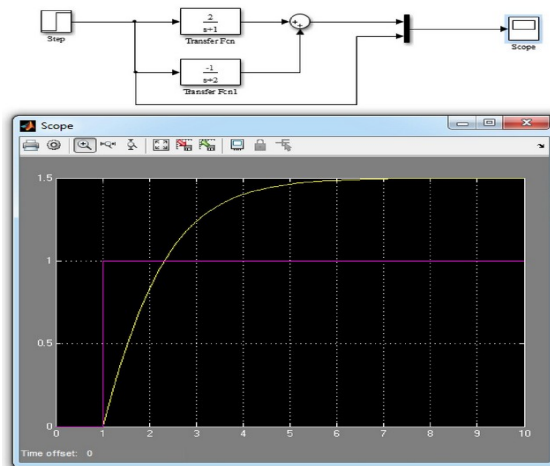 Step
2
s+1
Transfer Fcn
-1
s+2
Transfer Fcn1
++
Scope
Scope
1.5
1
0.5
0
0 1 2 3 4 5 6 7 8 9 10
Time offset: 0